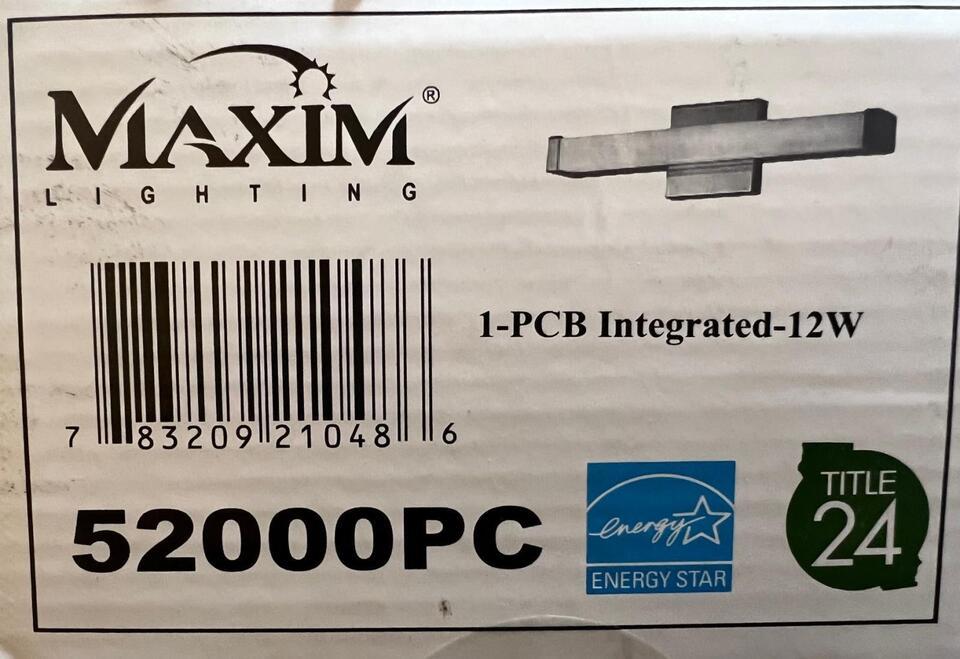 MAXIM®
LIGHTING
1-PCB Integrated-12W
7 83209 21048 6
52000PC
energy
ENERGY STAR
TITLE
24